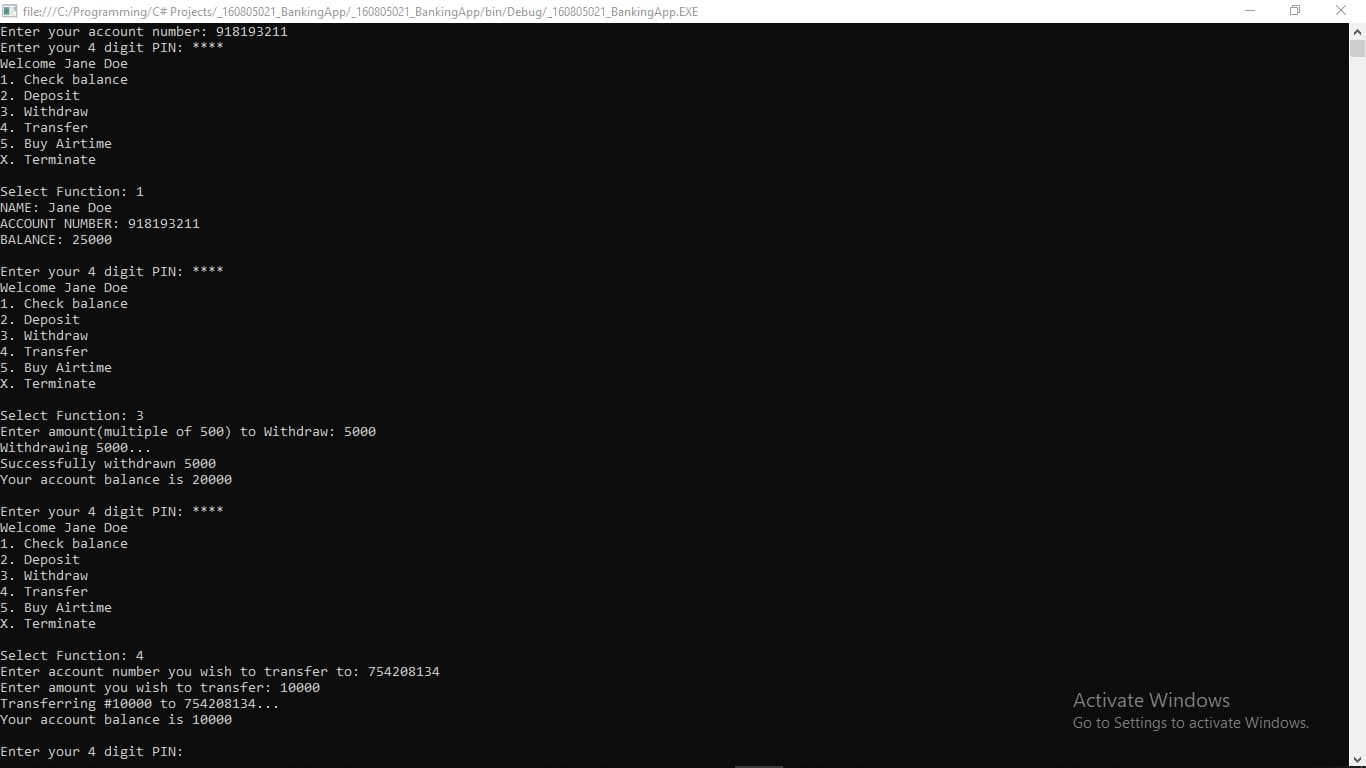 file:///C:/Programming/C# Projects/_160805021_BankingApp/_160805021_BankingApp/bin/Debug/_160805021_BankingApp.EXE
Enter your account number: 918193211
Enter your 4 digit PIN: ****
Welcome Jane Doe
1. Check balance
2. Deposit
3. Withdraw
4. Transfer
5. Buy Airtime
X. Terminate
Select Function: 1
NAME: Jane Doe
ACCOUNT NUMBER: 918193211
BALANCE: 25000
Enter your 4 digit PIN: ****
Welcome Jane Doe
1. Check balance
2. Deposit
3. Withdraw
4. Transfer
5. Buy Airtime
X. Terminate
Select Function: 3
Enter amount(multiple of 500) to Withdraw: 5000
Withdrawing 5000...
Successfully withdrawn 5000
Your account balance is 20000
Enter your 4 digit PIN: ****
Welcome Jane Doe
1. Check balance
2. Deposit
3. Withdraw
4. Transfer
5. Buy Airtime
X. Terminate
Select Function: 4
Enter account number you wish to transfer to: 754208134
Enter amount you wish to transfer: 10000
Transferring #10000 to 754208134...
Your account balance is 10000
Enter your 4 digit PIN:
Activate Windows
Go to Settings to activate Windows.